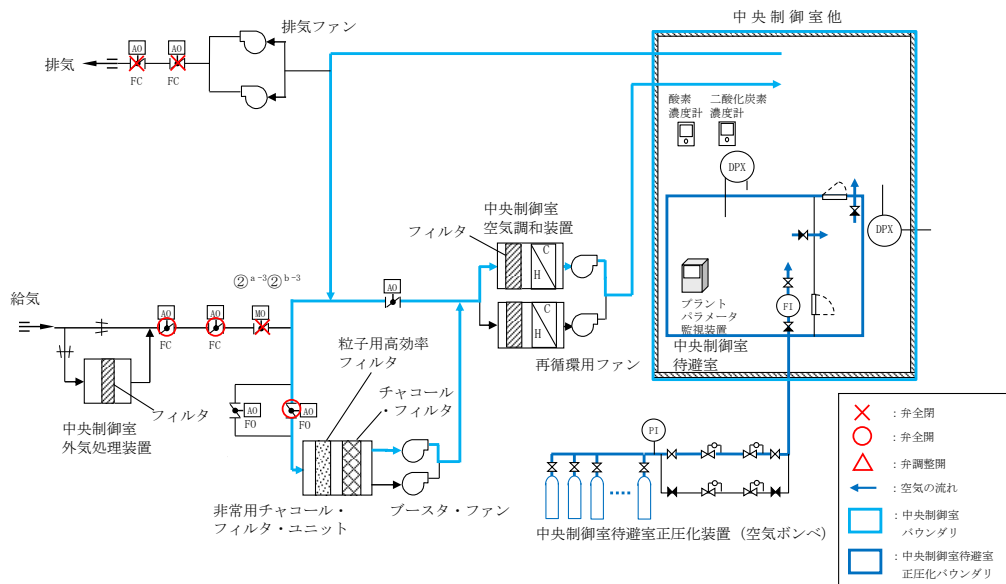 中央制御室他
排気ファン
AO
AO
排気
FC
FC
酸素
濃度計
二酸化炭素
濃度計
DPX
DPX
中央制御室
空気調和装置
フィルタ
C
H
C
H
再循環用ファン
プラント
パラメータ
監視装置
FI
中央制御室
待避室
②a-3②b-3
給気
AO
AO
MO
AO
FC
FC
粒子用高効率
フィルタ
チャコール
・フィルタ
フィルタ
中央制御室
外気処理装置
AO
FO
AO
FO
非常用チャコール・
フィルタ・ユニット
ブースタ・ファン
PI
中央制御室待避室正圧化装置（空気ボンベ）
：弁全閉
：弁全開
：弁調整開
：空気の流れ
：中央制御室
バウンダリ
：中央制御室待避室
正圧化バウンダリ